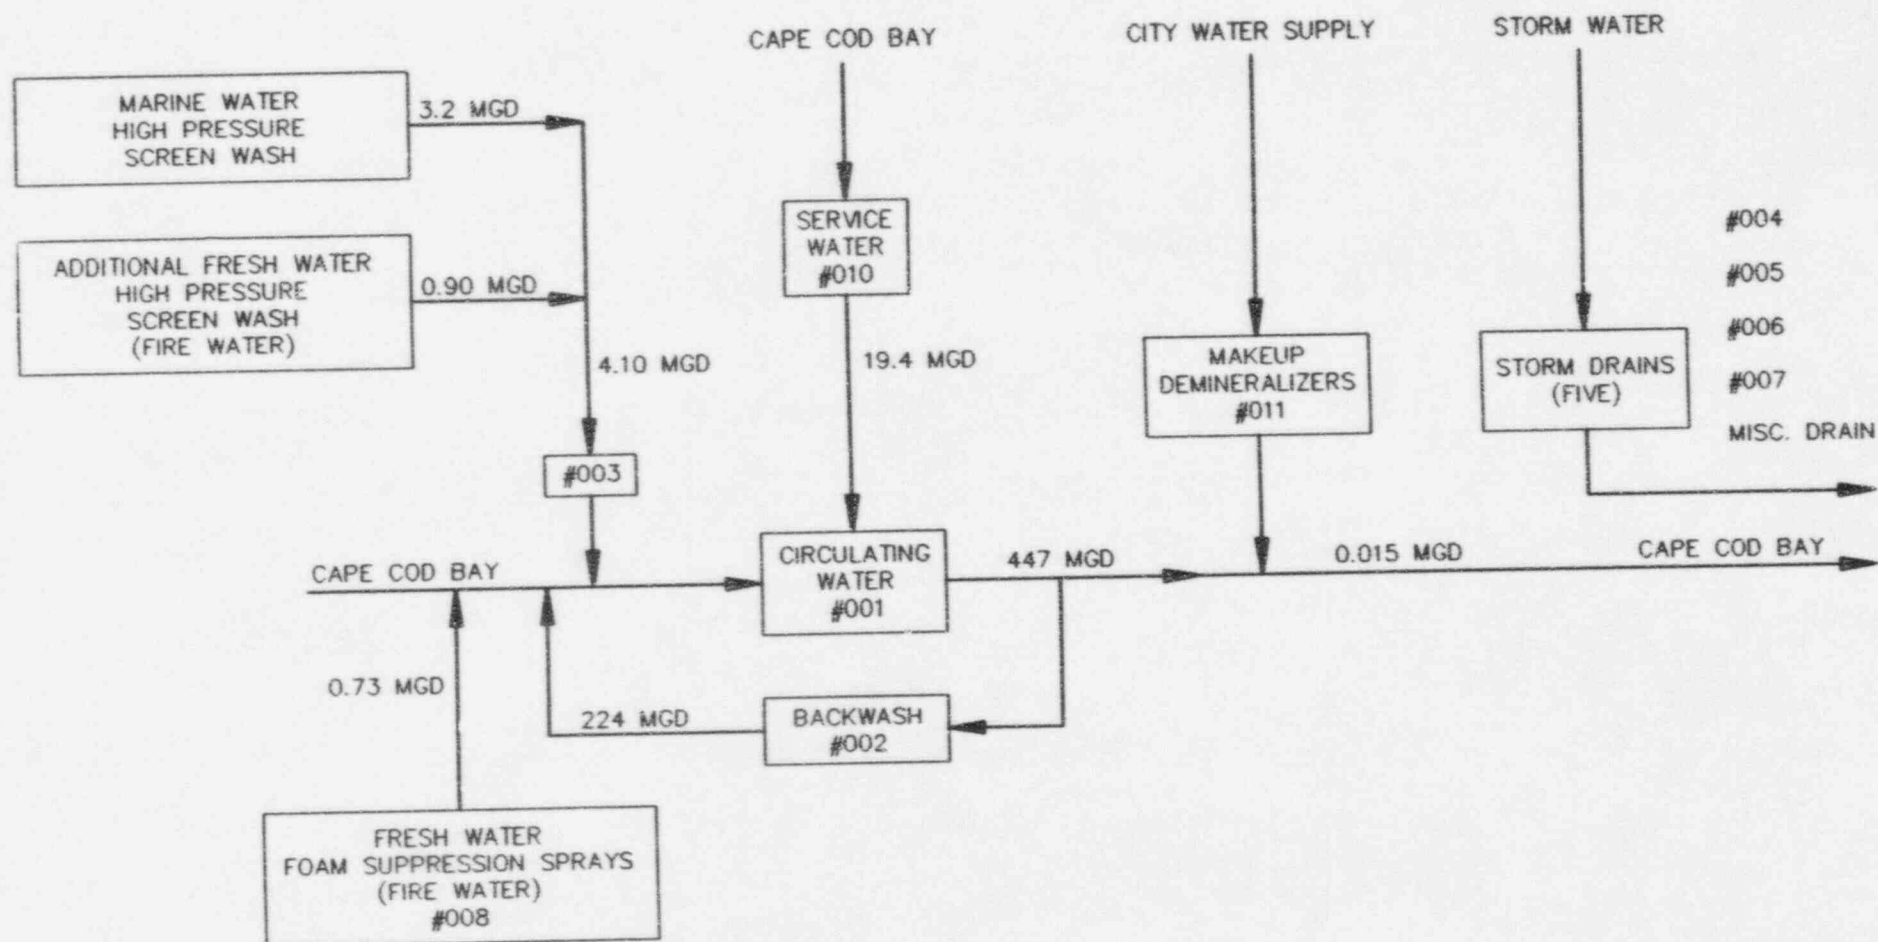 CAPE COD BAY
CITY WATER SUPPLY
STORM WATER
MARINE WATER
HIGH PRESSURE
SCREEN WASH
3.2 MGD
ADDITIONAL FRESH WATER
HIGH PRESSURE
SCREEN WASH
(FIRE WATER)
0.90 MGD
4.10 MGD
#003
SERVICE
WATER
#010
19.4 MGD
MAKEUP
DEMINERALIZERS
#011
STORM DRAINS
(FIVE)
#004
#005
#006
#007
MISC. DRAIN
CAPE COD BAY
CIRCULATING
WATER
#001
447 MGD
0.015 MGD
CAPE COD BAY
0.73 MGD
224 MGD
BACKWASH
#002
FRESH WATER
FOAM SUPPRESSION SPRAYS
(FIRE WATER)
#008